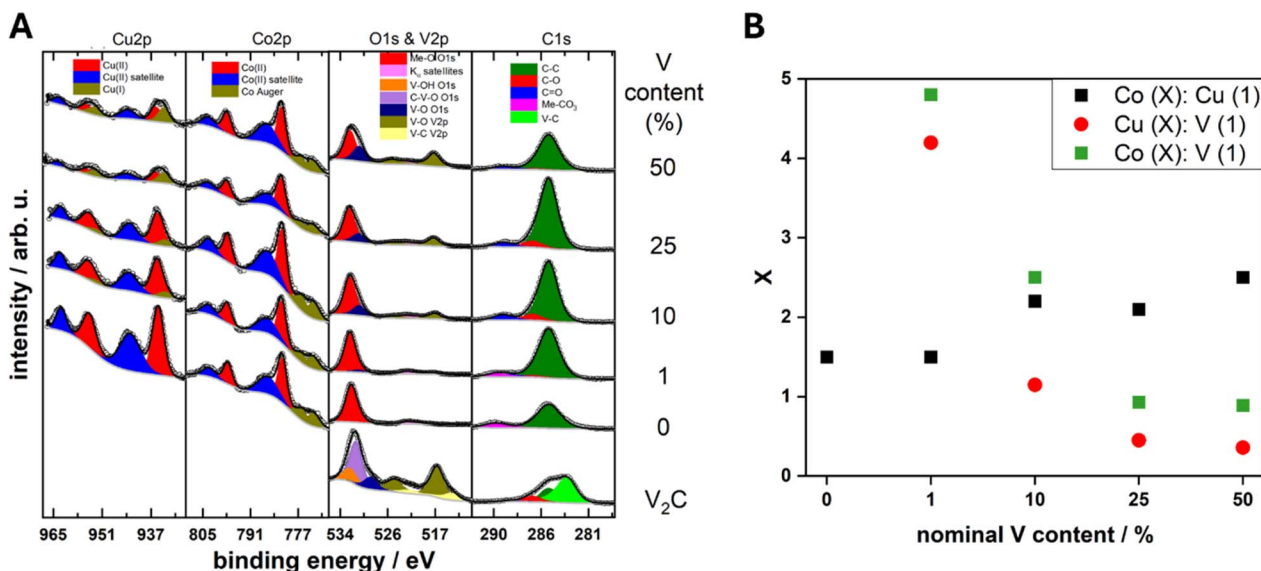 A
Cu2p
Co2p
O1s & V2p
C1s
V
content
(%)
Cu(II)
Cu(II) satellite
Cu(I)
Co(II)
Co(II) satellite
Co Auger
Me-O O1s
Kα satellites
V-OH O1s
C-V-O O1s
V-O O1s
V-O V2p
V-C V2p
C-C
C-O
C=O
Me-CO₃
V-C
50
25
10
1
0
V₂C
intensity / arb. u.
965 951 937 805 791 777 534 526 517 290 286 281
binding energy / eV
B
Co (X): Cu (1)
Cu (X): V (1)
Co (X): V (1)
5
4
3
2
1
0
X
0 1 10 25 50
nominal V content / %